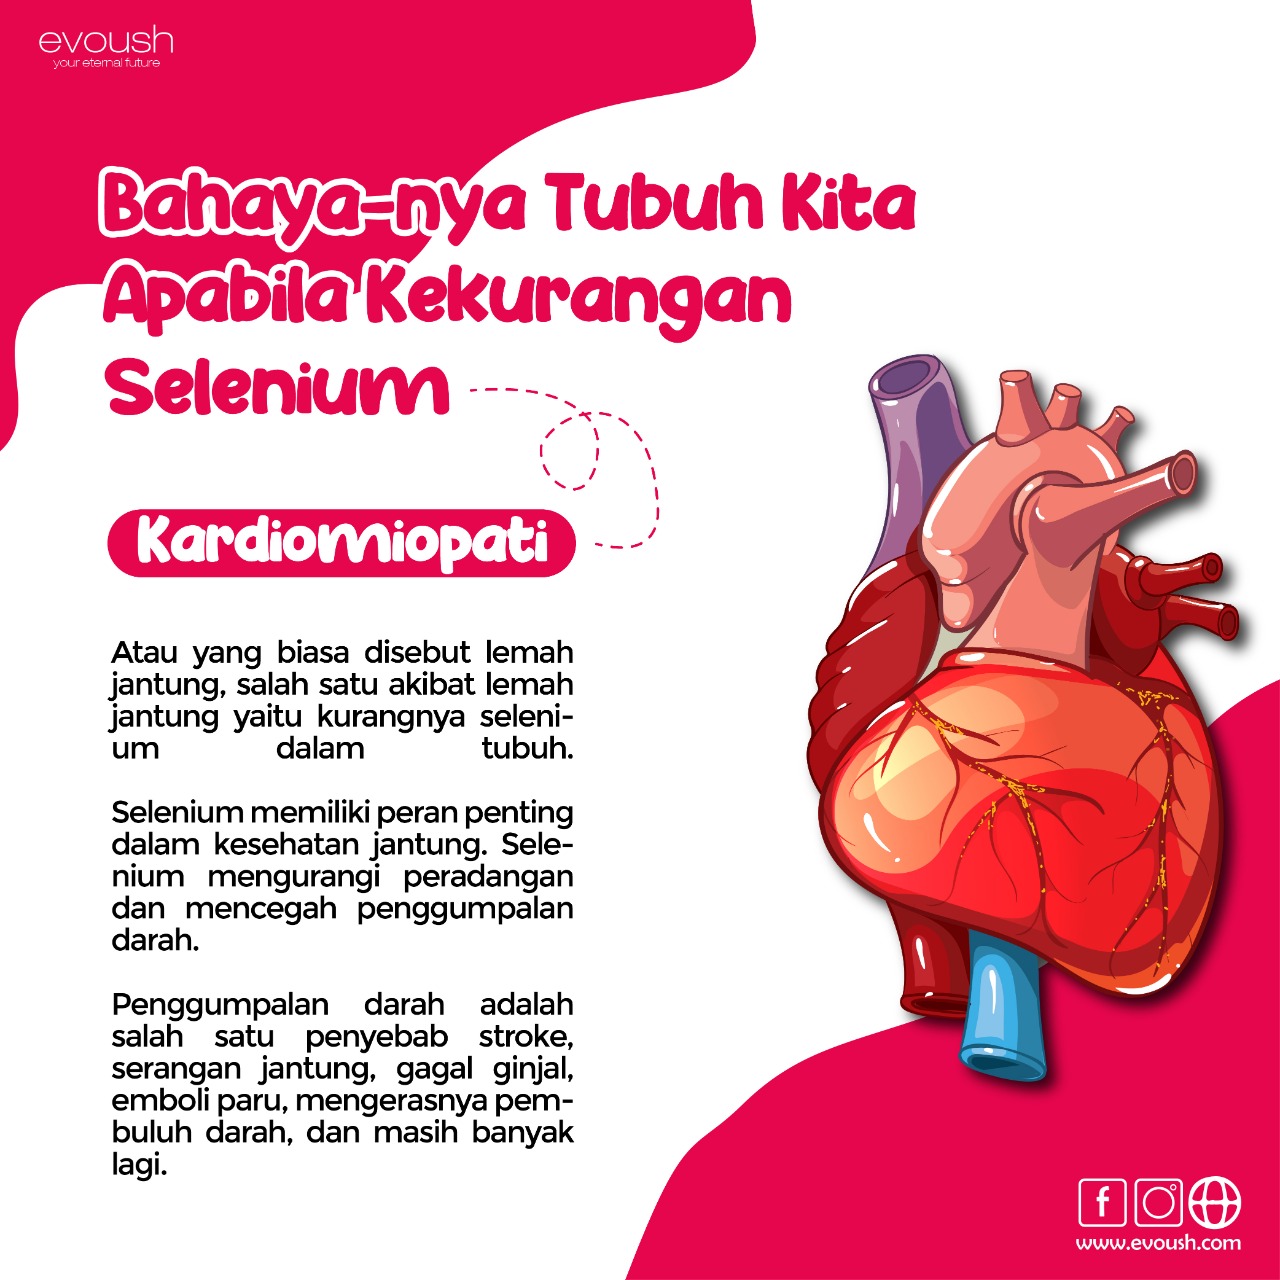 evoush
your eternal future
Bahaya-nya Tubuh Kita
Apabila Kekurangan
Selenium
Kardiomiopati
Atau yang biasa disebut lemah
jantung, salah satu akibat lemah
jantung yaitu kurangnya seleni-
um dalam tubuh.
Selenium memiliki peran penting
dalam kesehatan jantung. Sele-
nium mengurangi peradangan
dan mencegah penggumpalan
darah.
Penggumpalan darah adalah
salah satu penyebab stroke,
serangan jantung, gagal ginjal,
emboli paru, mengerasnya pem-
buluh darah, dan masih banyak
lagi.
www.evoush.com